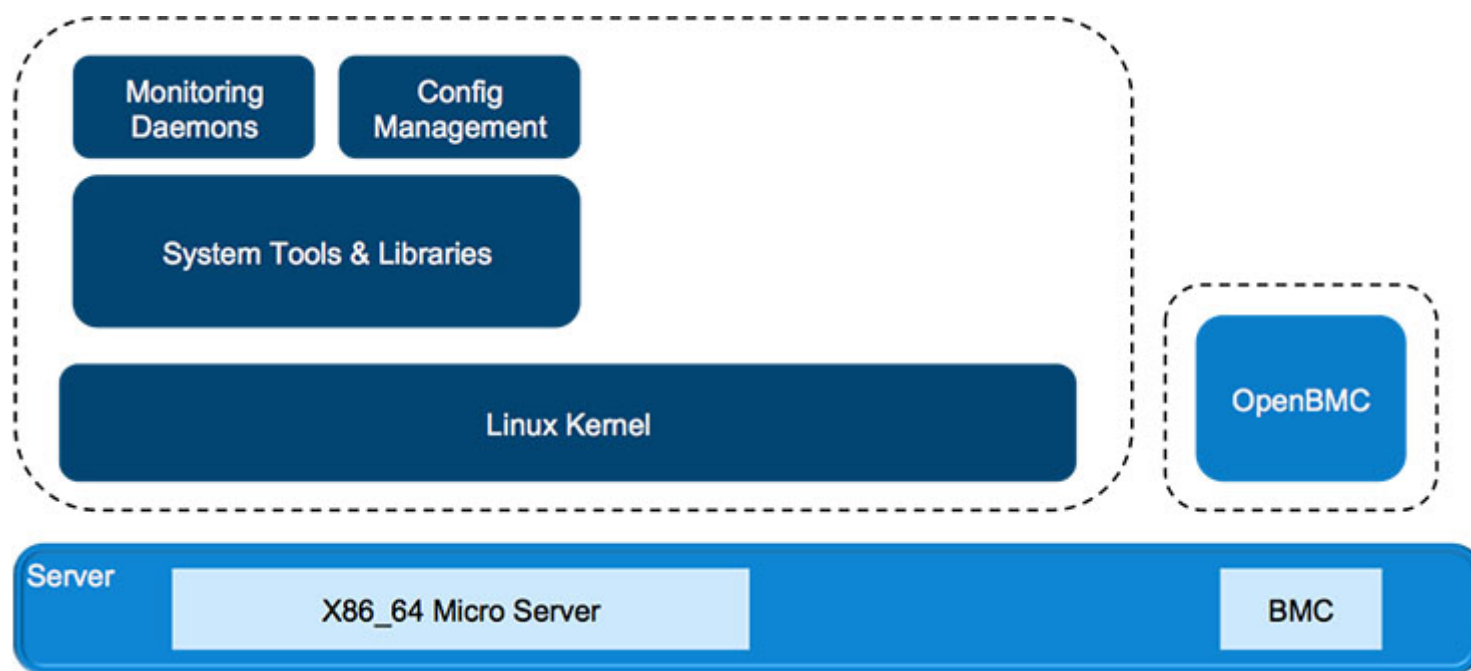 Monitoring
Daemons
Config
Management
System Tools & Libraries
Linux Kernel
OpenBMC
Server
X86_64 Micro Server
BMC